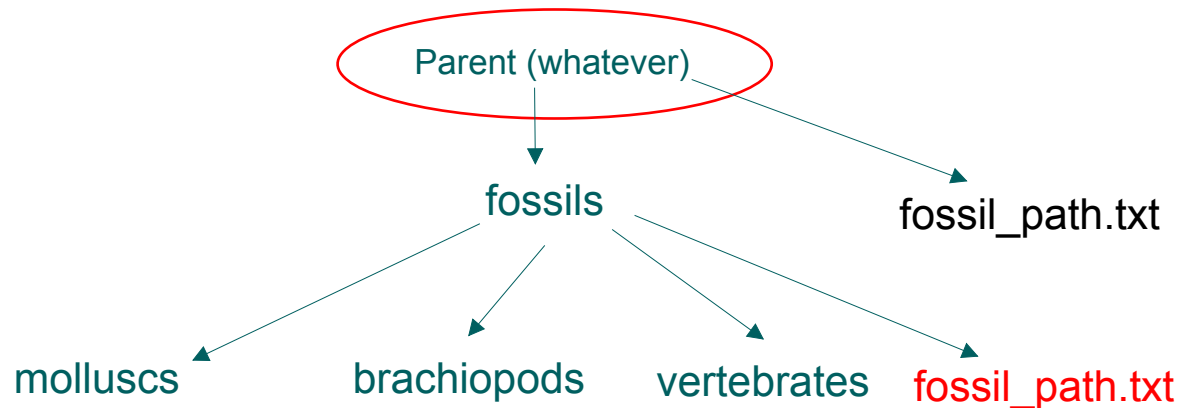 Parent (whatever)
fossils
fossil_path.txt
molluscs
brachiopods
vertebrates
fossil_path.txt